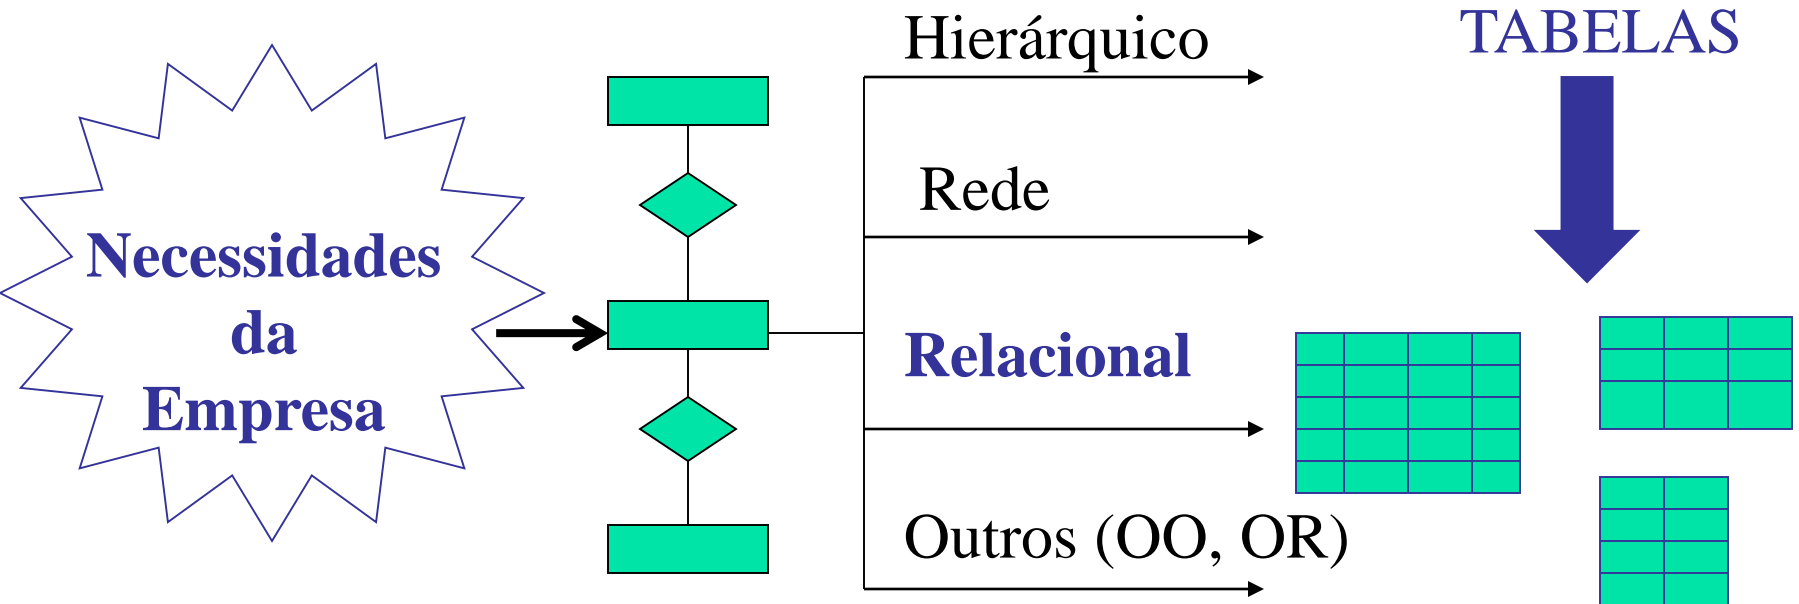 Necessidades
da
Empresa
Hierárquico
Rede
Relacional
Outros (OO, OR)
TABELAS